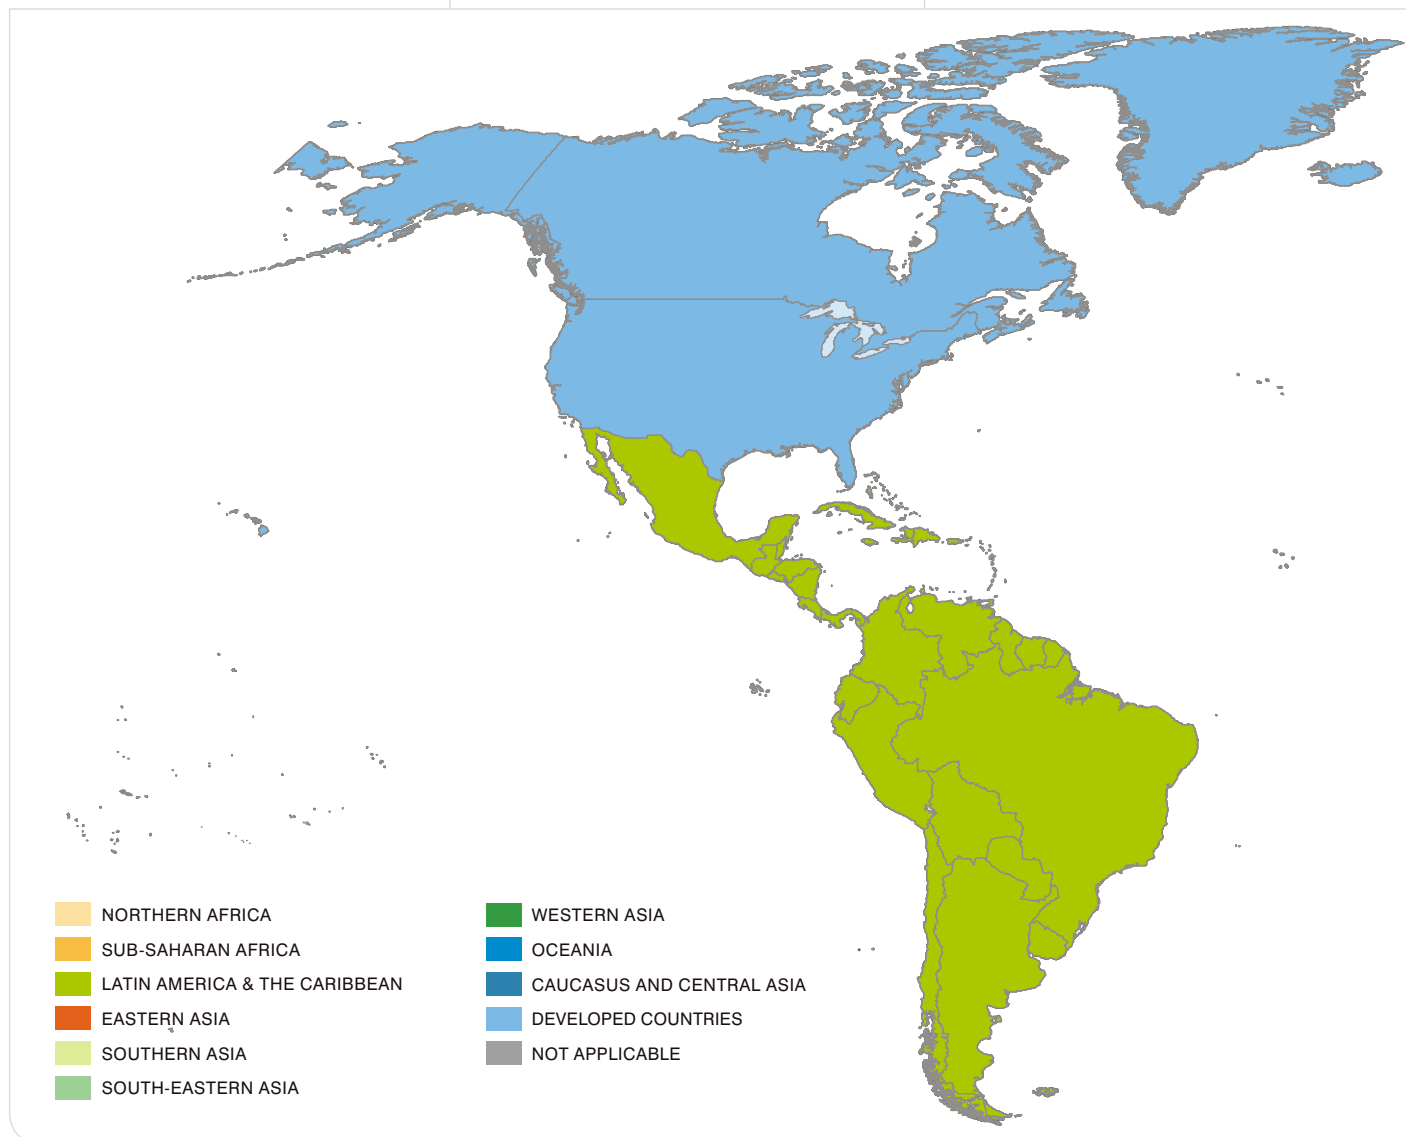 NORTHERN AFRICA
SUB-SAHARAN AFRICA
LATIN AMERICA & THE CARIBBEAN
EASTERN ASIA
SOUTHERN ASIA
SOUTH-EASTERN ASIA
WESTERN ASIA
OCEANIA
CAUCASUS AND CENTRAL ASIA
DEVELOPED COUNTRIES
NOT APPLICABLE